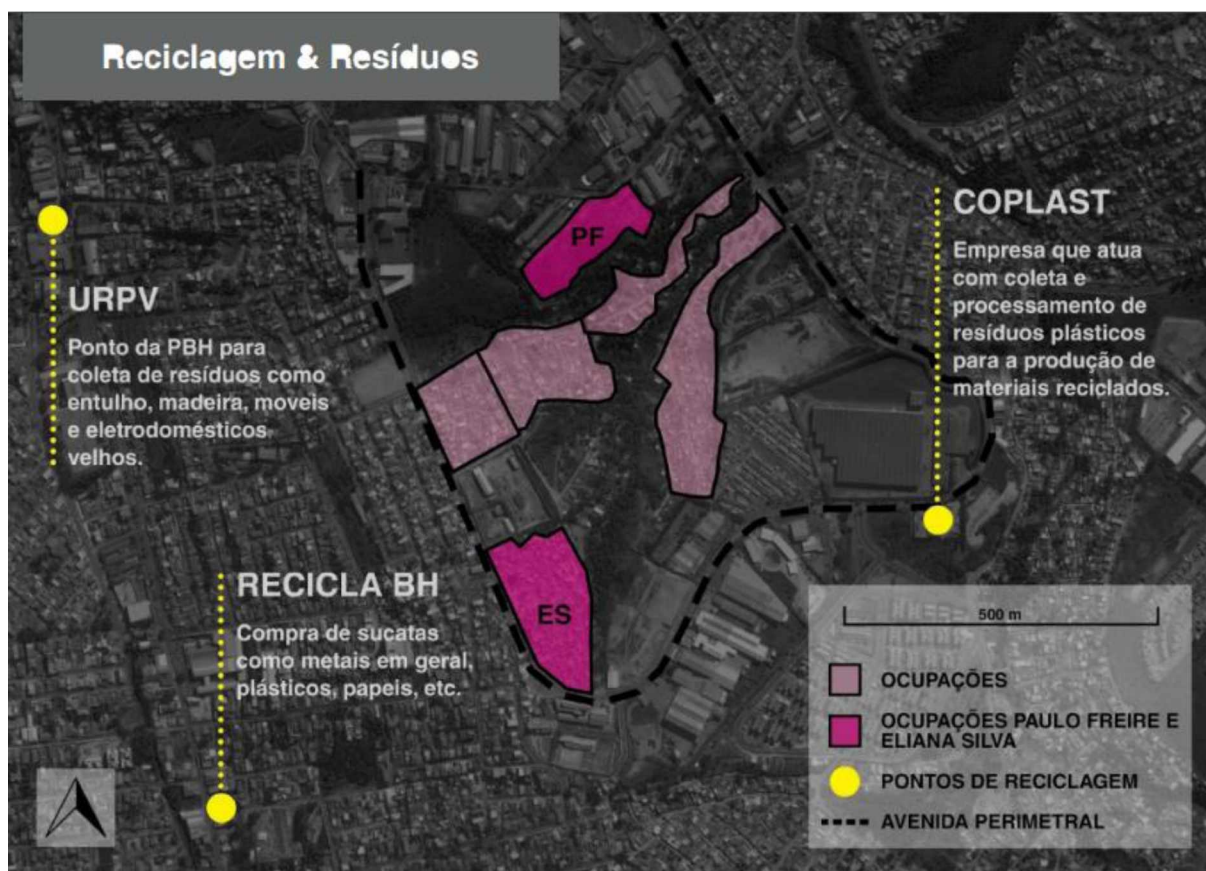 Reciclagem & Resíduos
PF
COPLAST
Empresa que atua
com coleta e
processamento de
resíduos plásticos
para a produção de
materiais reciclados.
URPV
Ponto da PBH para
coleta de resíduos como
entulho, madeira, moveis
e eletrodomésticos
velhos.
RECICLA BH
Compra de sucatas
como metais em geral,
plásticos, papeis, etc.
ES
500 m
OCUPAÇÕES
OCUPAÇÕES PAULO FREIRE E
ELIANA SILVA
PONTOS DE RECICLAGEM
AVENIDA PERIMETRAL